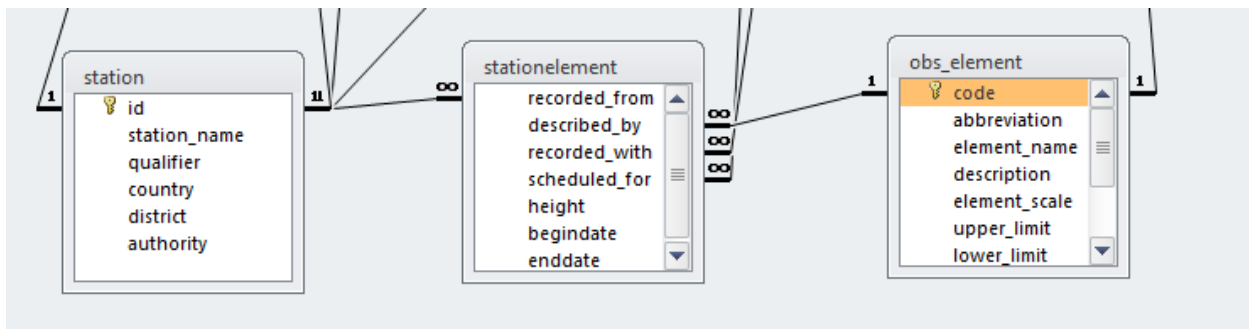 station
id
station_name
qualifier
country
district
authority
1
11
∞
stationelement
recorded_from
described_by
recorded_with
scheduled_for
height
begindate
enddate
∞
∞
∞
1
obs_element
code
abbreviation
element_name
description
element_scale
upper_limit
lower_limit
1